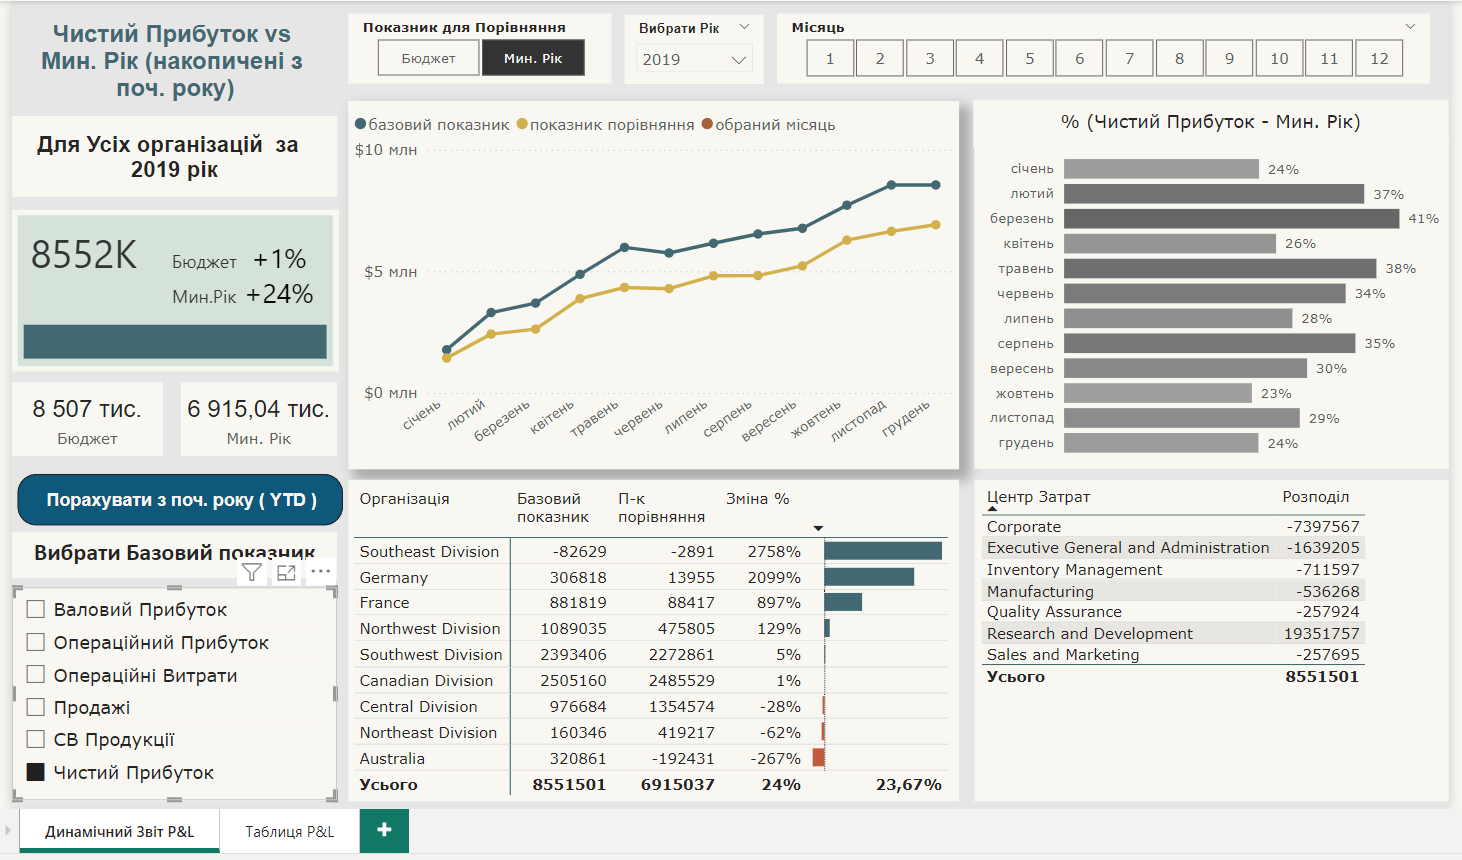 Чистий Прибуток vs
Мин. Рік (накопичені з
поч. року)
Показник для Порівняння
Бюджет
Мин. Рік
Вибрати Рік
2019
Місяць
1 2 3 4 5 6 7 8 9 10 11 12
Для Усіх організацій за
2019 рік
8552K
Бюджет +1%
Мин.Рік +24%
8 507 тис.
Бюджет
6 915,04 тис.
Мин. Рік
Порахувати з поч. року ( YTD )
Вибрати Базовий показник
Валовий Прибуток
Операційний Прибуток
Операційні Витрати
Продажі
СВ Продукції
Чистий Прибуток
базовий показник показник порівняння обраний місяць
$10 млн
$5 млн
$0 млн
січень лютий березень квітень травень червень липень серпень вересень жовтень листопад грудень
% (Чистий Прибуток - Мин. Рік)
січень 24%
лютий 37%
березень 41%
квітень 26%
травень 38%
червень 34%
липень 28%
серпень 35%
вересень 30%
жовтень 23%
листопад 29%
грудень 24%
Організація Базовий показник П-к порівняння Зміна %
Southeast Division -82629 -2891 2758%
Germany 306818 13955 2099%
France 881819 88417 897%
Northwest Division 1089035 475805 129%
Southwest Division 2393406 2272861 5%
Canadian Division 2505160 2485529 1%
Central Division 976684 1354574 -28%
Northeast Division 160346 419217 -62%
Australia 320861 -192431 -267%
Усього 8551501 6915037 24% 23,67%
Центр Затрат Розподіл
Corporate -7397567
Executive General and Administration -1639205
Inventory Management -711597
Manufacturing -536268
Quality Assurance -257924
Research and Development 19351757
Sales and Marketing -257695
Усього 8551501
Динамічний Звіт P&L
Таблиця P&L
+